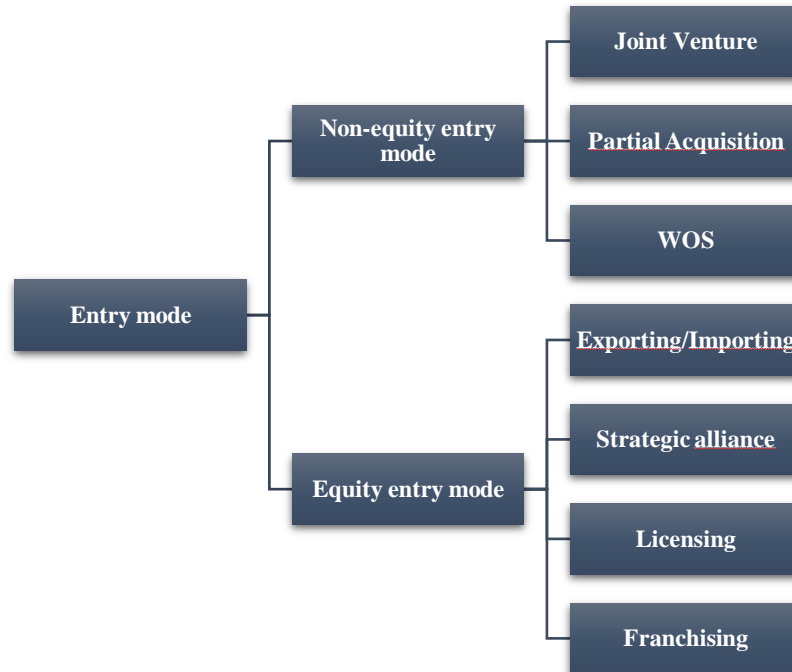 Entry mode
Non-equity entry
mode
Joint Venture
Partial Acquisition
WOS
Equity entry mode
Exporting/Importing
Strategic alliance
Licensing
Franchising